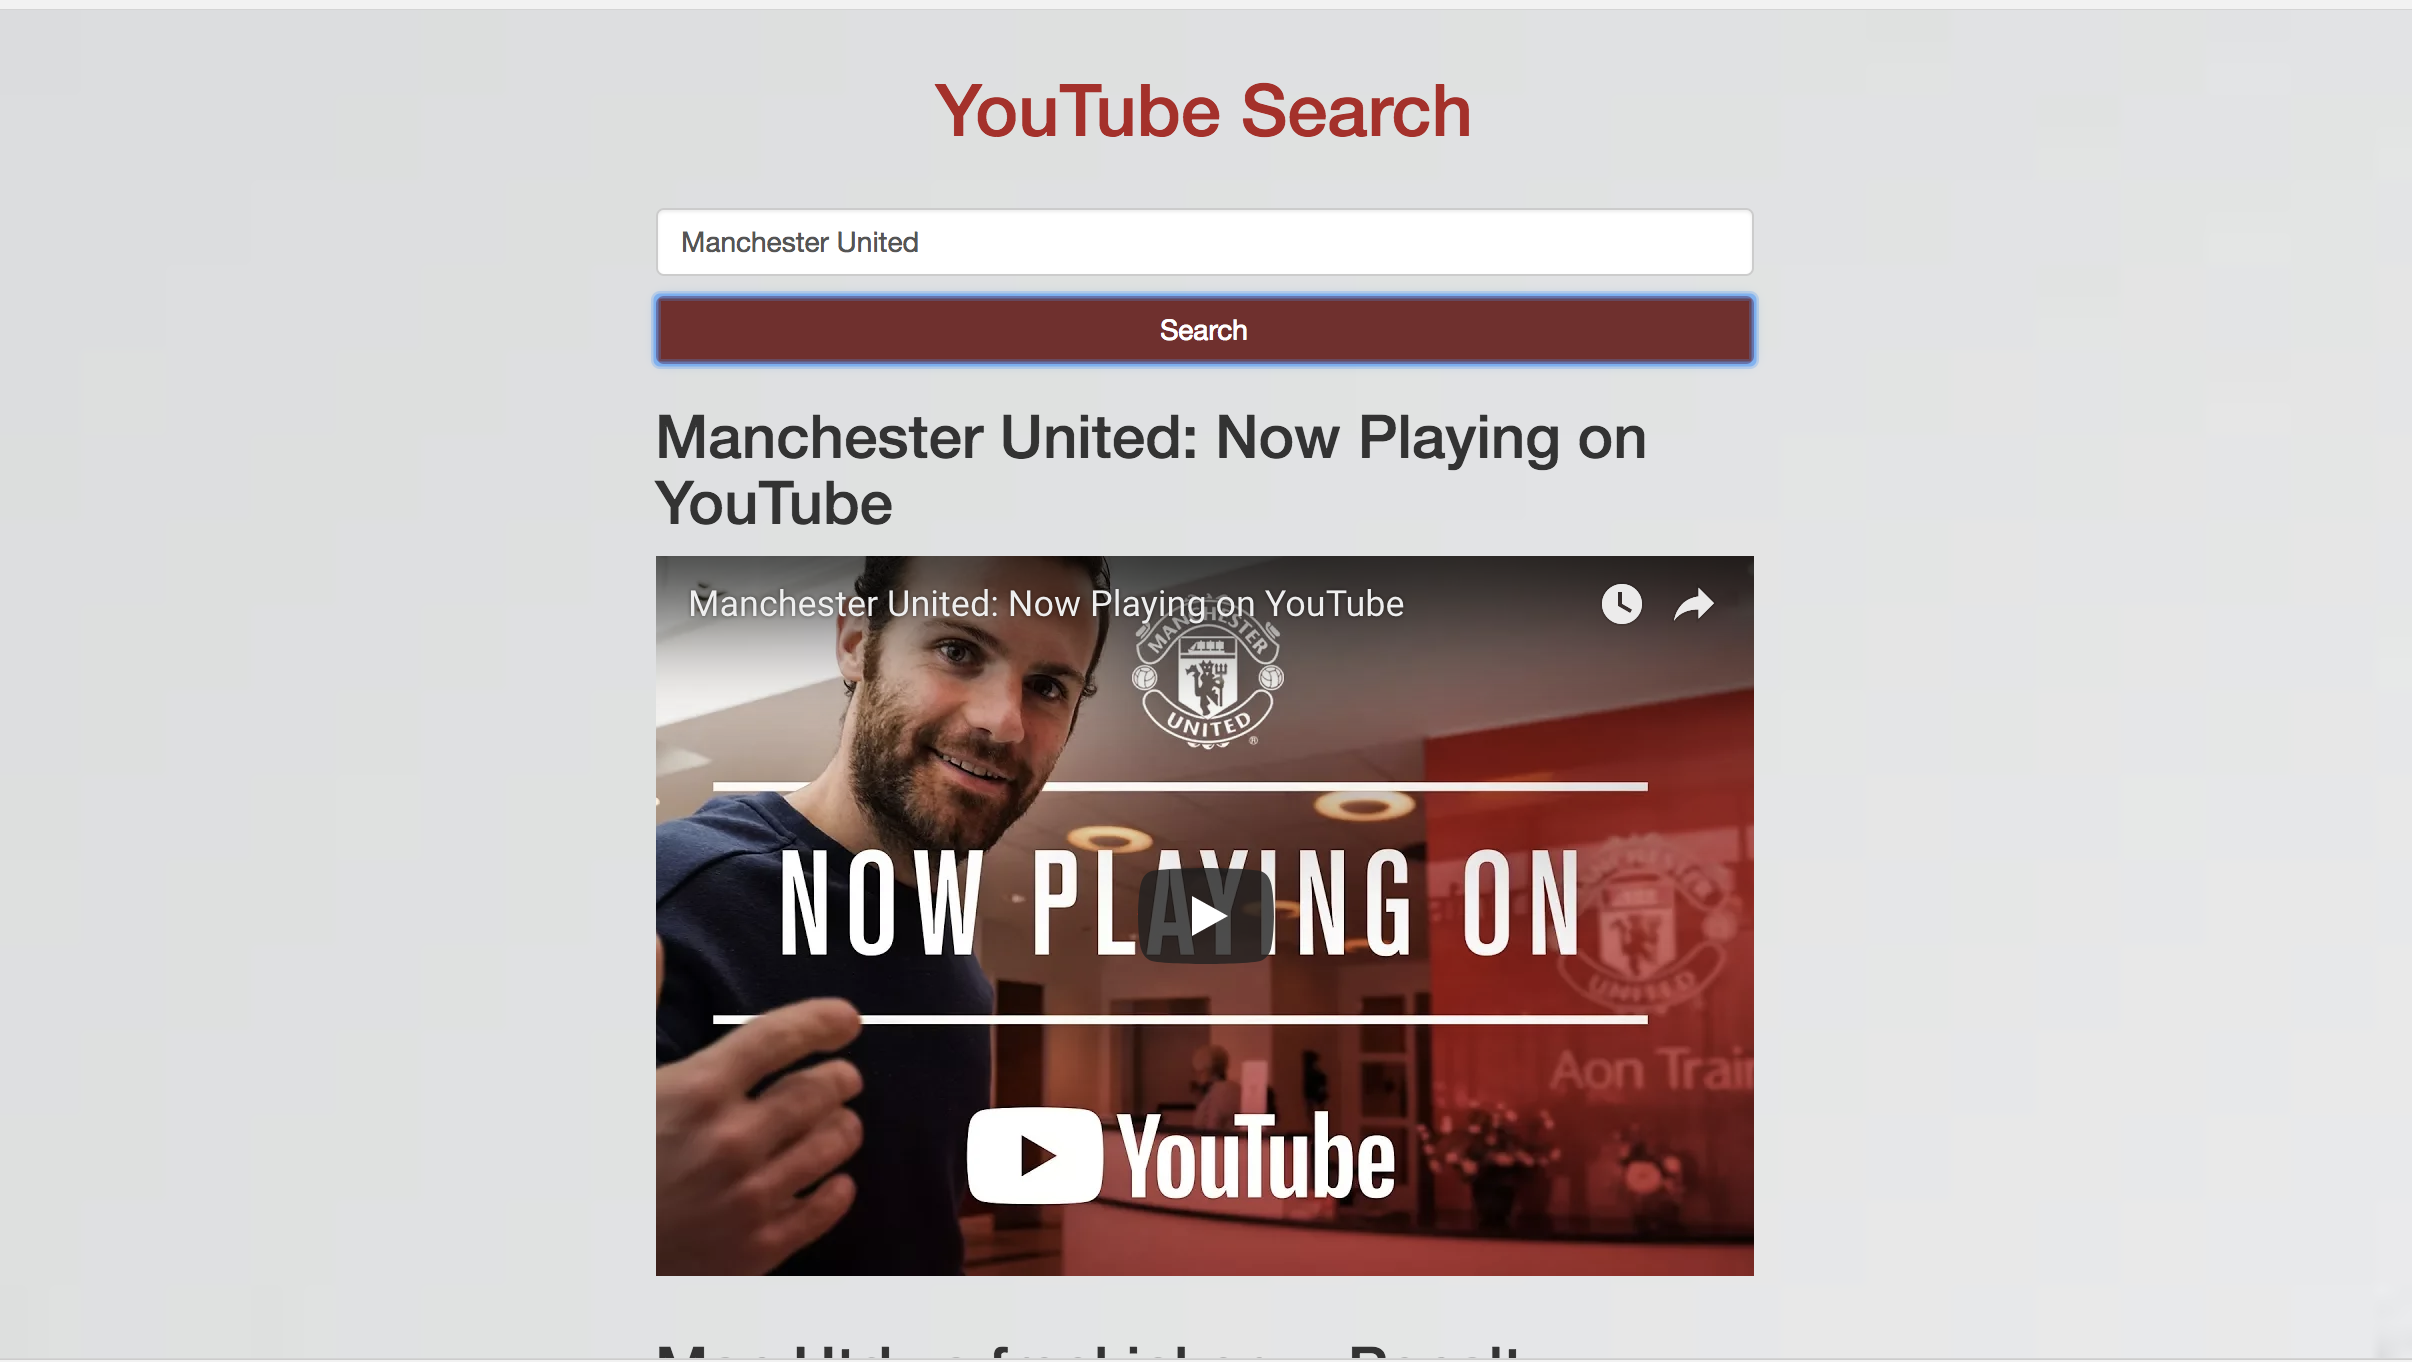 YouTube Search
Manchester United
Search
Manchester United: Now Playing on
YouTube
Manchester United: Now Playing on YouTube
MANCHESTER
UNITED
®
NOW PLAYING ON
UNITED
Aon Trai
YouTube